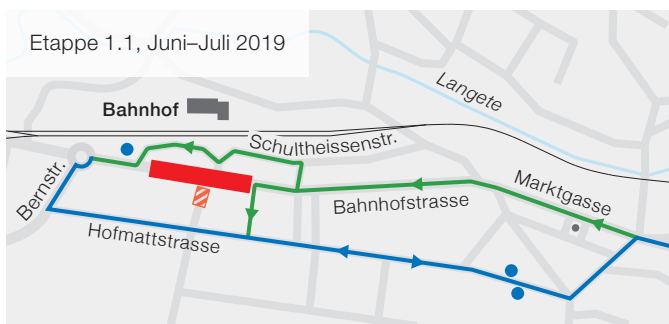 Etappe 1.1, Juni–Juli 2019
Langete
Bahnhof
Schultheissenstr.
Marktgasse
Bernstr.
Bahnhofstrasse
Hofmattstrasse